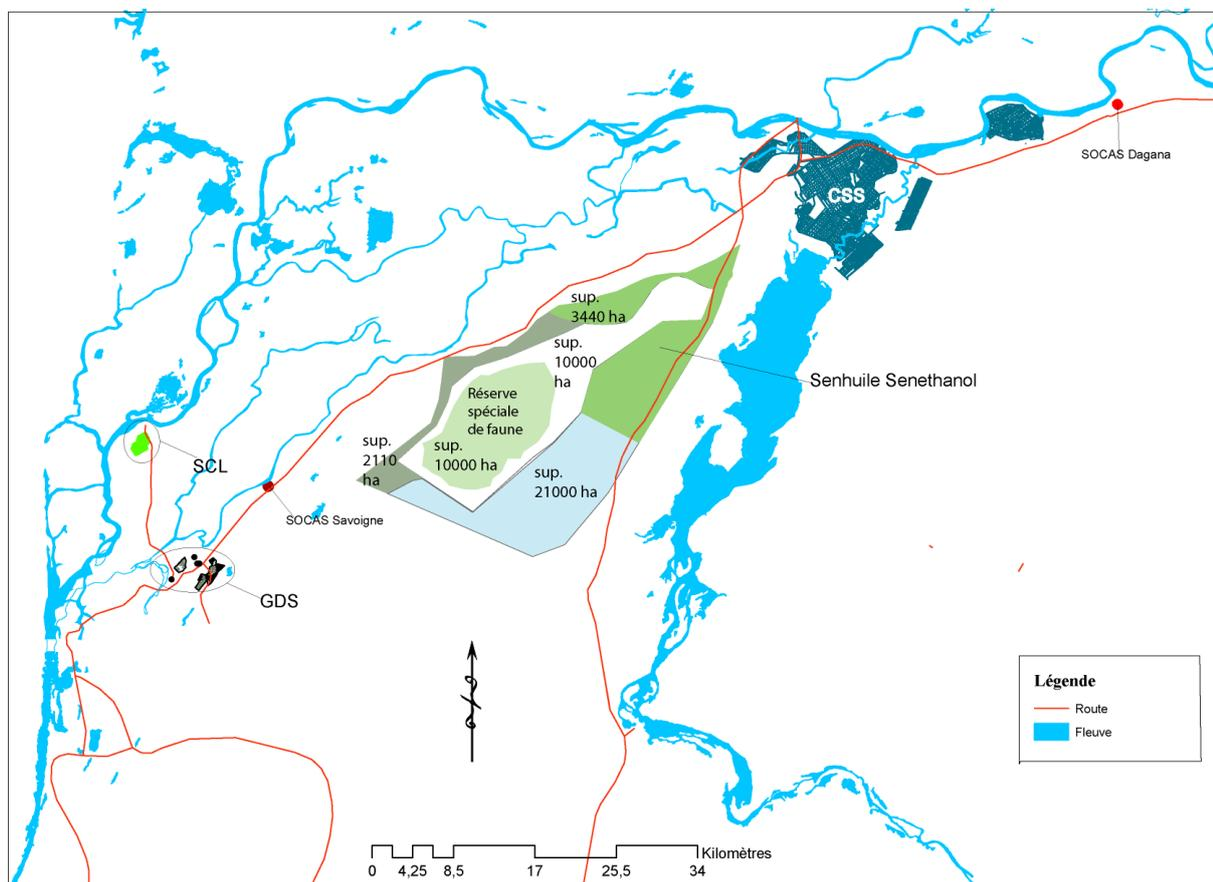 SOCAS Dagana
CSS
sup.
3440 ha
sup.
10000
ha
Senhuile Senethanol
Réserve
spéciale
de faune
sup.
10000 ha
sup.
2110
ha
sup.
21000 ha
SCL
SOCAS Savoigne
GDS
Légende
Route
Fleuve
Kilomètres
0 4,25 8,5 17 25,5 34